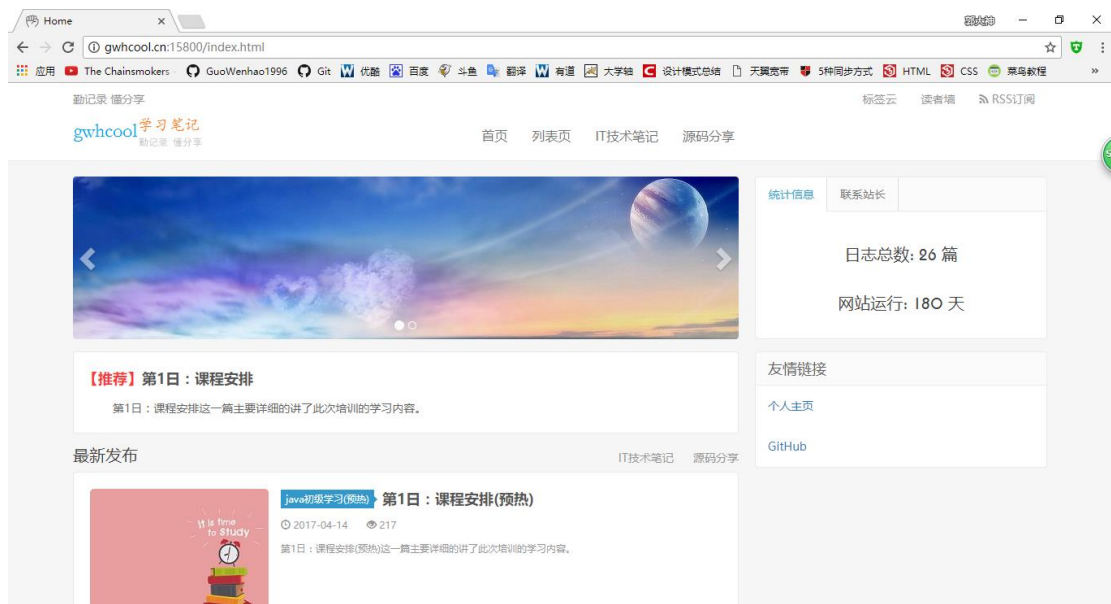 Home
gwhcool.cn:15800/index.html
应用 The Chainsmokers GuoWenhao1996 Git 优酷 百度 斗鱼 翻译 有道 大学轴 设计模式总结 天翼宽带 5种同步方式 HTML CSS 菜鸟教程 »
勤记录 懂分享 标签云 读者墙 RSS订阅
gwhcool学习笔记
勤记录 懂分享
首页 列表页 IT技术笔记 源码分享
统计信息 联系站长
日志总数: 26 篇
网站运行: 180 天
【推荐】第1日：课程安排
第1日：课程安排这一篇主要详细的讲了此次培训的学习内容。
友情链接
个人主页
GitHub
最新发布 IT技术笔记 源码分享
It is time
to study
java初级学习(预热) 第1日：课程安排(预热)
2017-04-14 217
第1日：课程安排(预热)这一篇主要详细的讲了此次培训的学习内容。